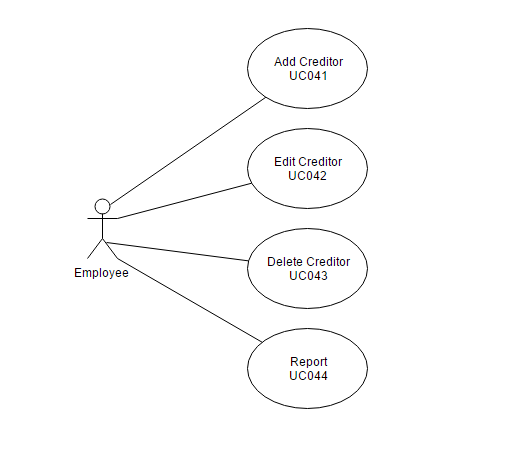 Add Creditor
UC041
Edit Creditor
UC042
Employee
Delete Creditor
UC043
Report
UC044